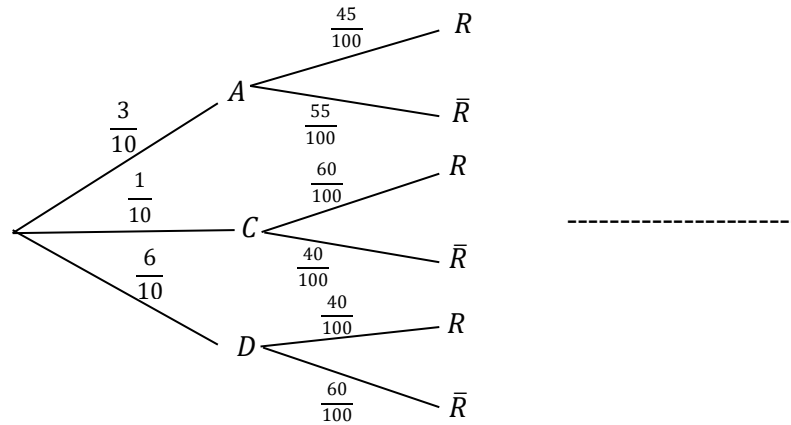 45/100 R
A
3/10
55/100 R̄
60/100 R
1/10
C
40/100 R̄
6/10
40/100 R
D
60/100 R̄
----------------------